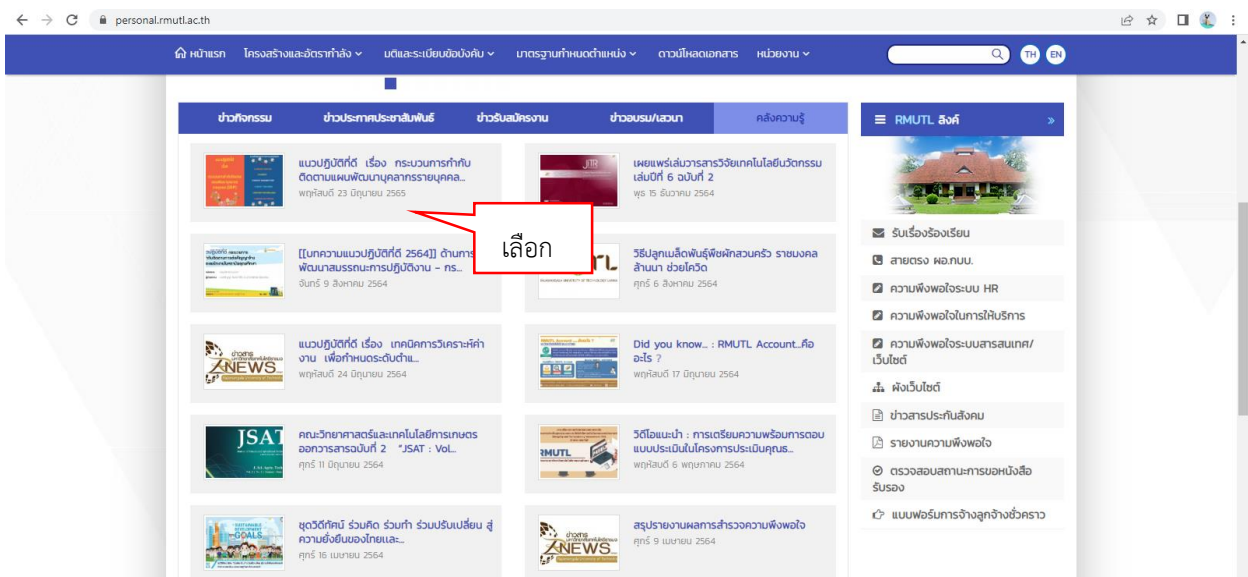 personal.rmutl.ac.th
หน้าแรก โครงสร้างและอัตรากำลัง มติและระเบียบข้อบังคับ มาตรฐานกำหนดตำแหน่ง ดาวน์โหลดเอกสาร หน่วยงาน TH EN
ข่าวกิจกรรม ข่าวประกาศประชาสัมพันธ์ ข่าวรับสมัครงาน ข่าวอบรม/เสวนา คลังความรู้
แนวปฏิบัติที่ดี เรื่อง กระบวนการกำกับ
ติดตามแผนพัฒนาบุคลากรรายบุคคล...
พฤหัสบดี 23 มิถุนายน 2565
JITR
เผยแพร่เล่มวารสารวิจัยเทคโนโลยีนวัตกรรม
เล่มปีที่ 6 ฉบับที่ 2
พุธ 15 ธันวาคม 2564
เลือก
[[บทความแนวปฏิบัติที่ดี 2564]] ด้านการ
พัฒนาสมรรถนะการปฏิบัติงาน – กร...
จันทร์ 9 สิงหาคม 2564
วิธีปลูกเมล็ดพันธุ์พืชผักสวนครัว ราชมงคล
ล้านนา ช่วยโควิด
ศุกร์ 6 สิงหาคม 2564
ข่าวสาร
NEWS
แนวปฏิบัติที่ดี เรื่อง เทคนิคการวิเคราะห์ค่า
งาน เพื่อกำหนดระดับตำแ...
พฤหัสบดี 24 มิถุนายน 2564
Did you know... : RMUTL Account...คือ
อะไร ?
พฤหัสบดี 17 มิถุนายน 2564
JSAT
คณะวิทยาศาสตร์และเทคโนโลยีการเกษตร
ออกวารสารฉบับที่ 2 "JSAT : Vol...
ศุกร์ 11 มิถุนายน 2564
RMUTL
วิดีโอแนะนำ : การเตรียมความพร้อมการตอบ
แบบประเมินในโครงการประเมินคุณธ...
พฤหัสบดี 6 พฤษภาคม 2564
GOALS
ชุดวิดีทัศน์ ร่วมคิด ร่วมทำ ร่วมปรับเปลี่ยน สู่
ความยั่งยืนของไทยและ...
ศุกร์ 16 เมษายน 2564
ข่าวสาร
NEWS
สรุปรายงานผลการสำรวจความพึงพอใจ
ศุกร์ 9 เมษายน 2564
RMUTL ลิงค์ »
รับเรื่องร้องเรียน
สายตรง ผอ.กบบ.
ความพึงพอใจระบบ HR
ความพึงพอใจในการให้บริการ
ความพึงพอใจระบบสารสนเทศ/
เว็บไซต์
ผังเว็บไซต์
ข่าวสารประกันสังคม
รายงานความพึงพอใจ
ตรวจสอบสถานะการขอหนังสือ
รับรอง
แบบฟอร์มการจ้างลูกจ้างชั่วคราว